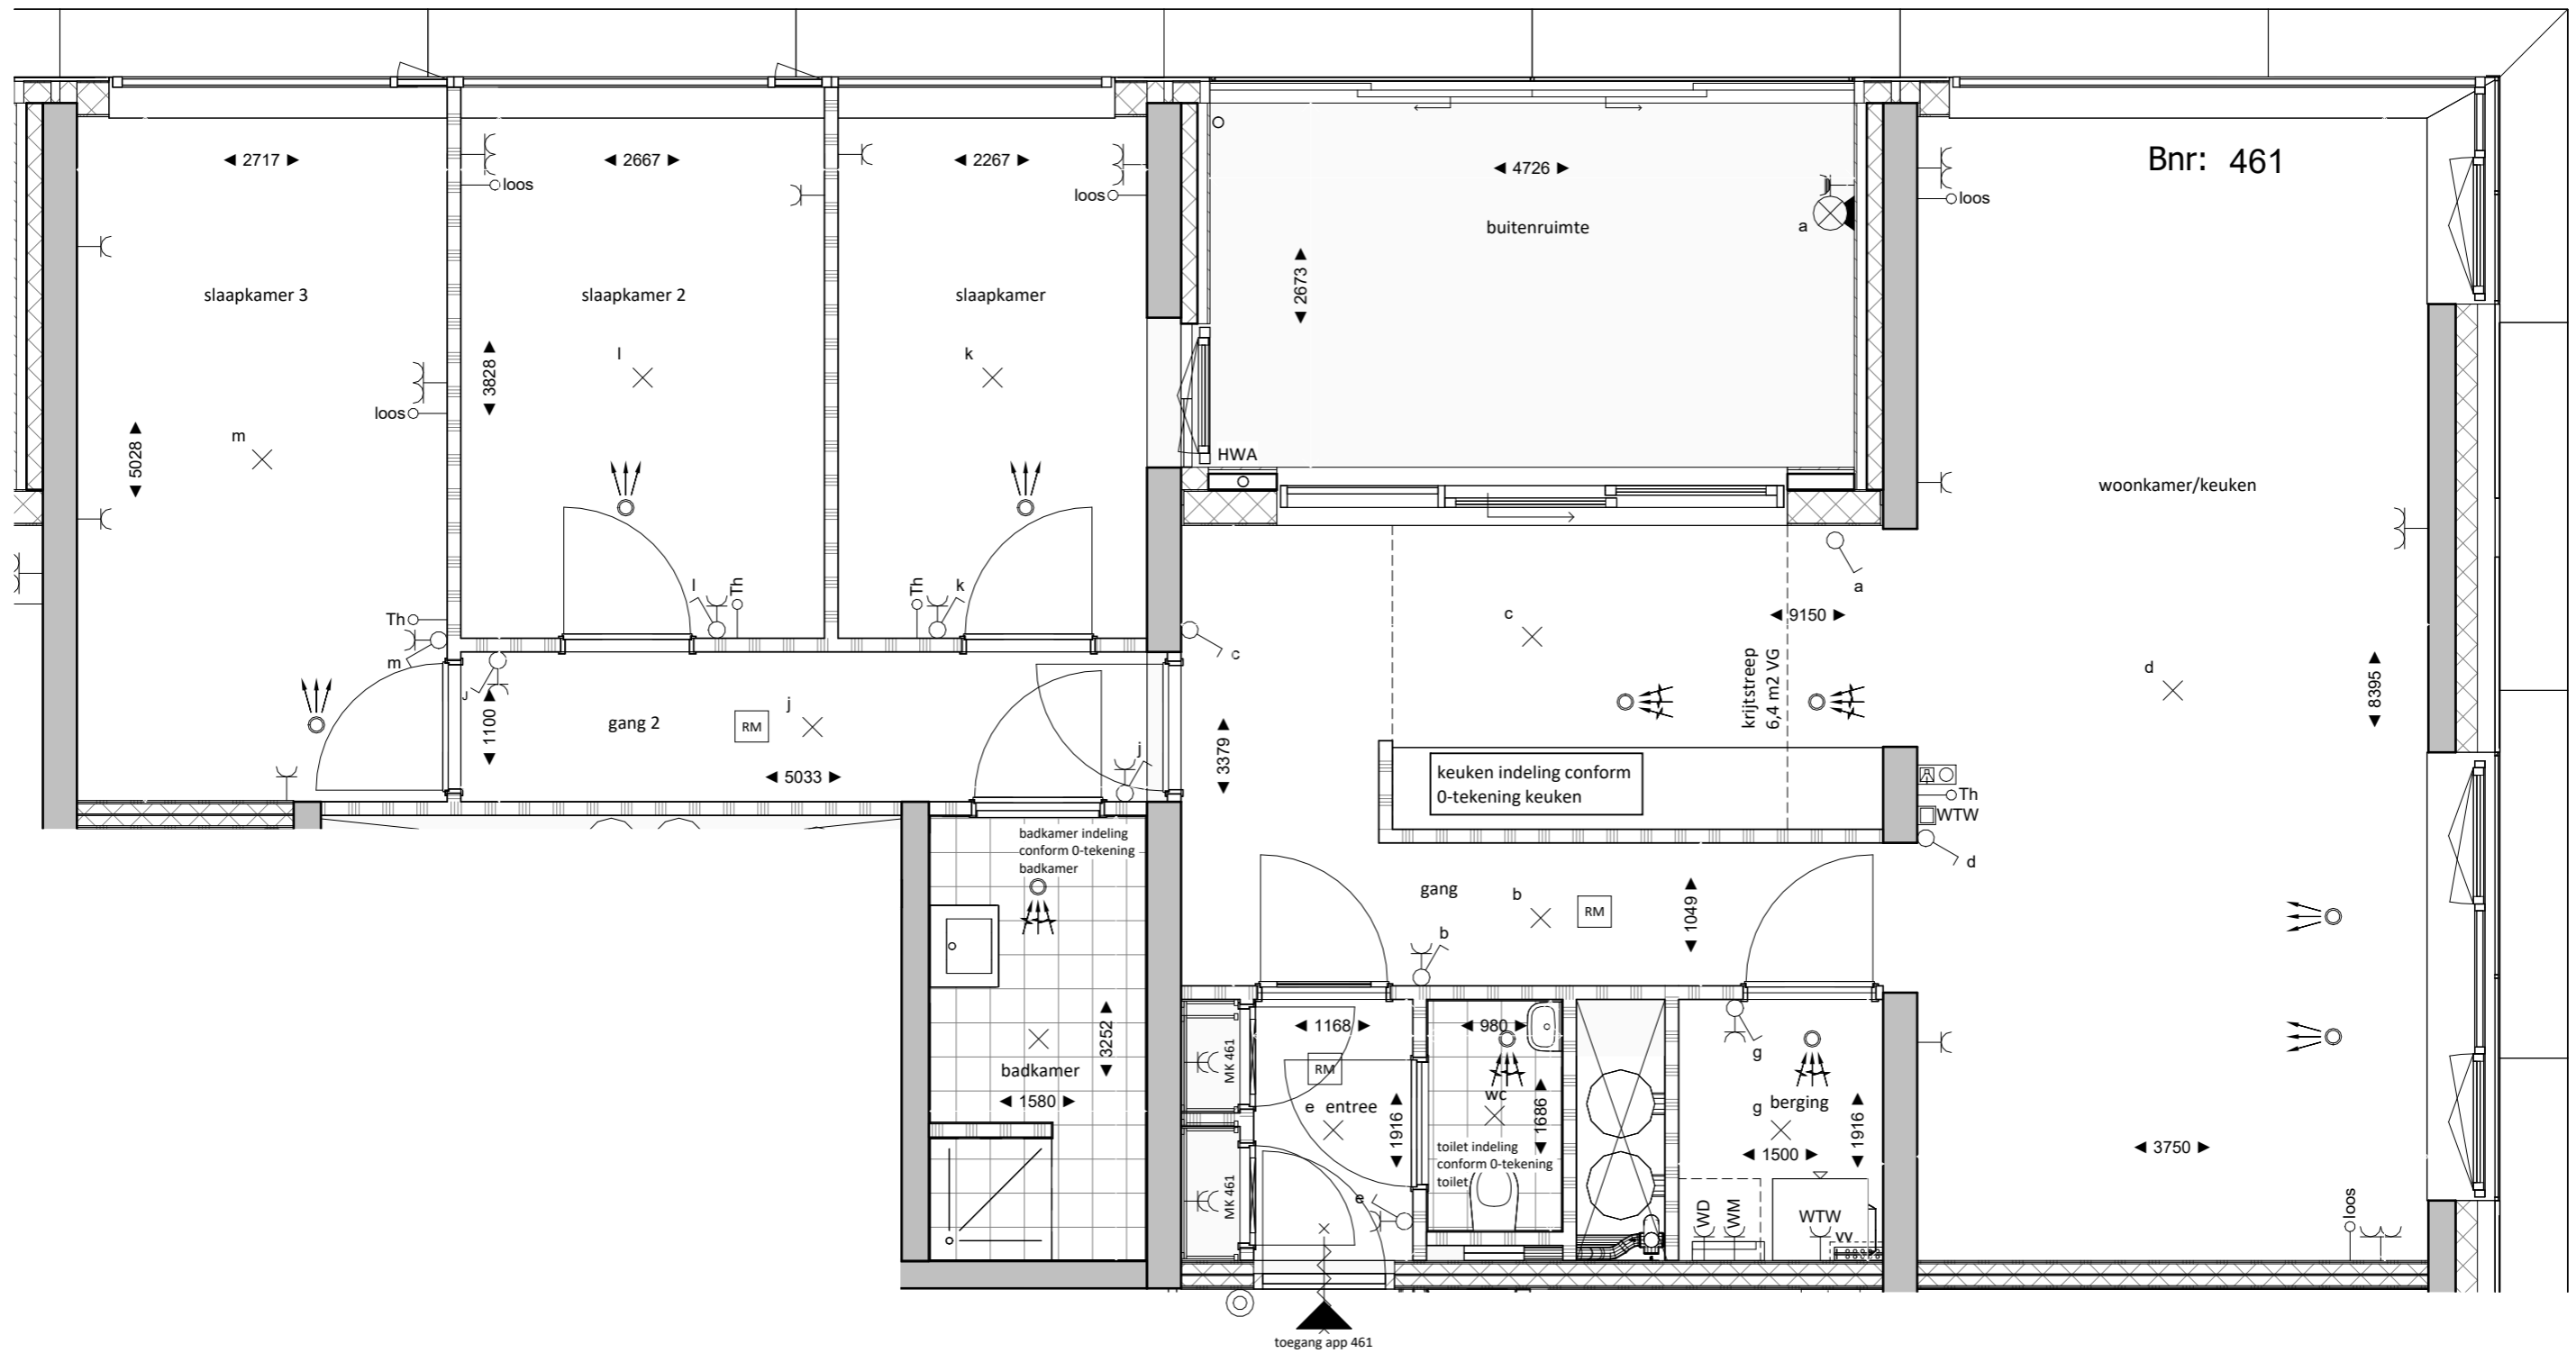 Bnr: 461
◄ 2717 ►
◄ 2667 ►
◄ 2267 ►
◄ 4726 ►
loos
loos
loos
buitenruimte
a
2673
slaapkamer 3
slaapkamer 2
slaapkamer
l
k
3828
loos
m
5028
HWA
woonkamer/keuken
Th
m
l
Th
Th
k
c
a
c
◄ 9150 ►
krijtstreep
6,4 m2 VG
d
8395
J
1100
gang 2
RM
j
◄ 5033 ►
j
3379
keuken indeling conform
0-tekening keuken
Th
WTW
d
badkamer indeling
conform 0-tekening
badkamer
gang
b
RM
1049
b
3252
badkamer
◄ 1580 ►
MK 461
MK 461
◄ 1168 ►
RM
e entree
1916
e
◄ 980 ►
wc
1686
toilet indeling
conform 0-tekening
toilet
g
g berging
◄ 1500 ►
1916
WD
WM
WTW
vv
◄ 3750 ►
loos
toegang app 461